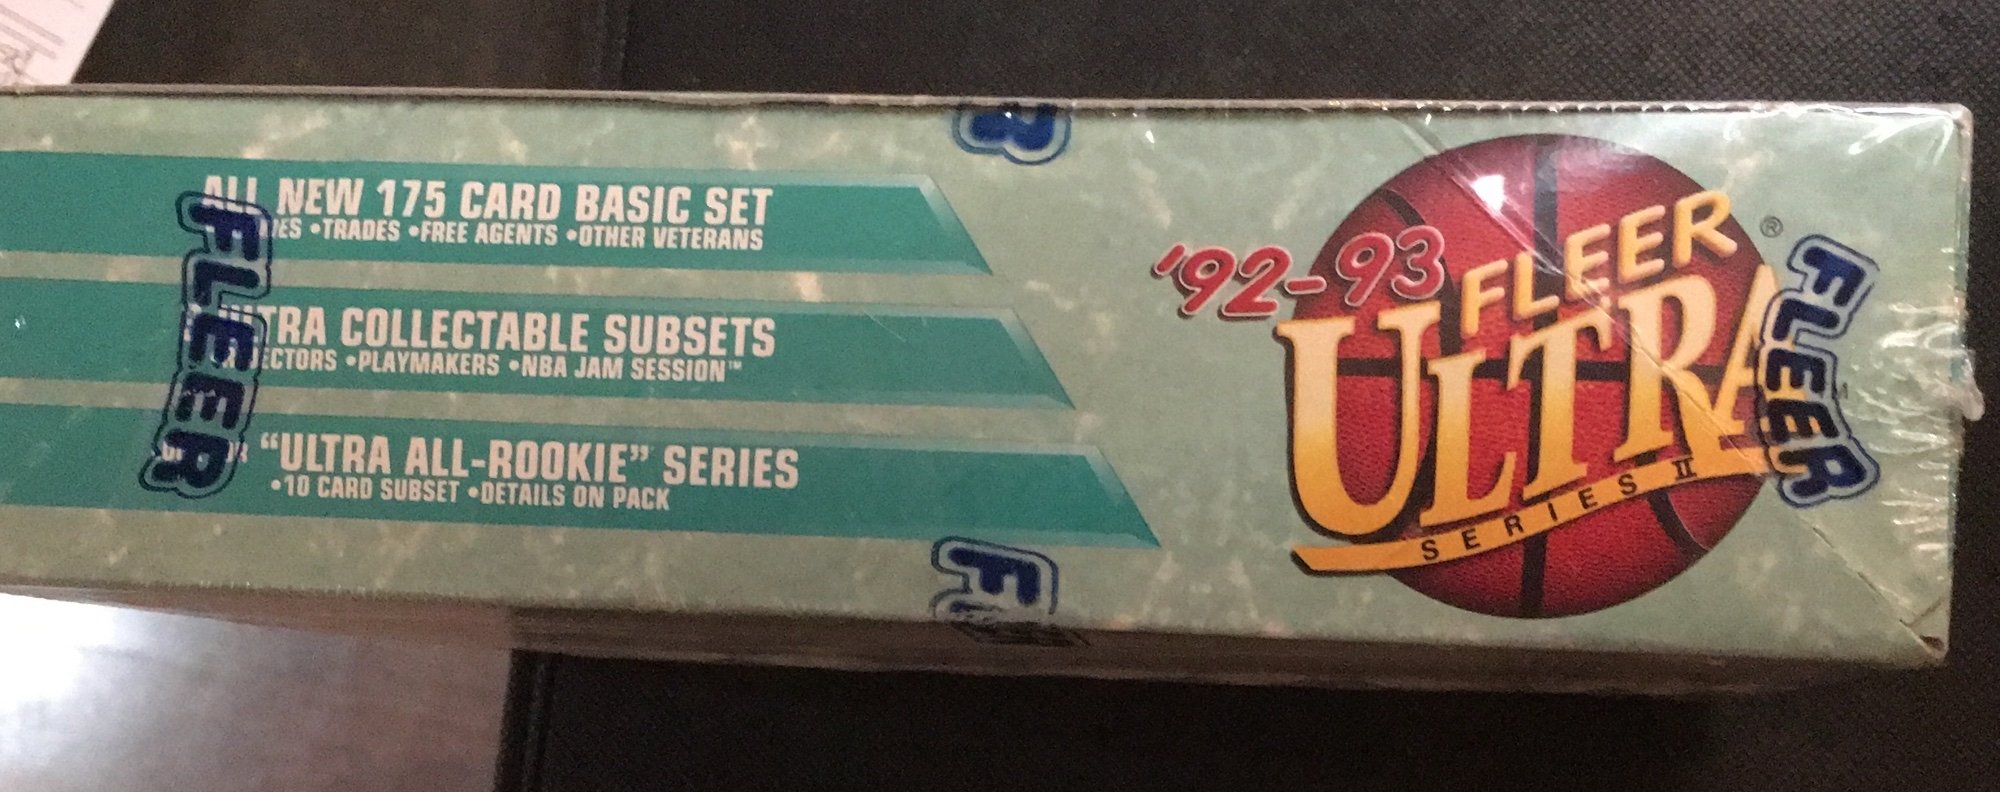 ALL NEW 175 CARD BASIC SET
•TRADES •FREE AGENTS •OTHER VETERANS
ULTRA COLLECTABLE SUBSETS
•PLAYMAKERS •NBA JAM SESSION™
"ULTRA ALL-ROOKIE" SERIES
•10 CARD SUBSET •DETAILS ON PACK
FLEER
'92-93
FLEER ®
ULTRA
SERIES II
FLEER